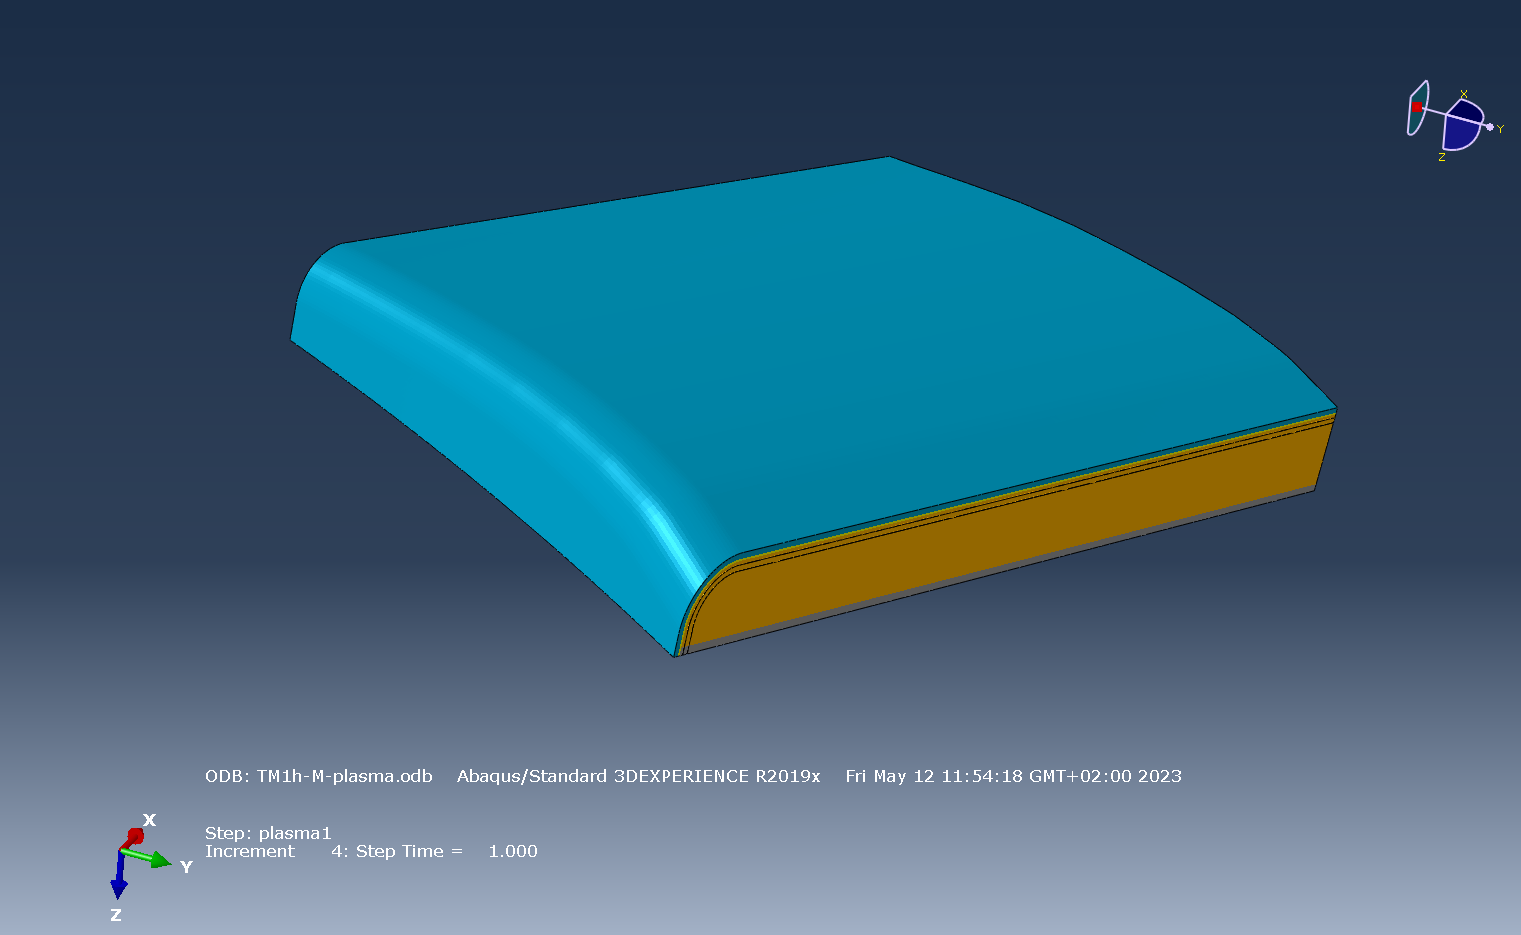 X
Y
Z
ODB: TM1h-M-plasma.odb    Abaqus/Standard 3DEXPERIENCE R2019x    Fri May 12 11:54:18 GMT+02:00 2023
X
Step: plasma1
Increment      4: Step Time =    1.000
Y
Z